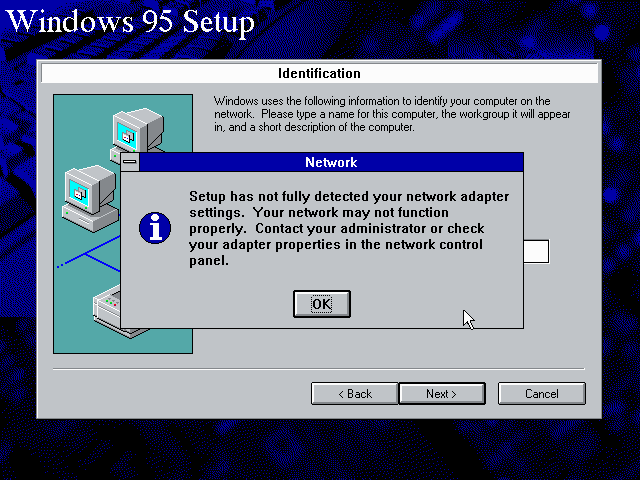 Windows 95 Setup
Identification
Windows uses the following information to identify your computer on the
network.  Please type a name for this computer, the workgroup it will appear
in, and a short description of the computer.
Network
Setup has not fully detected your network adapter
settings.  Your network may not function
properly.  Contact your administrator or check
your adapter properties in the network control
panel.
OK
< Back
Next >
Cancel